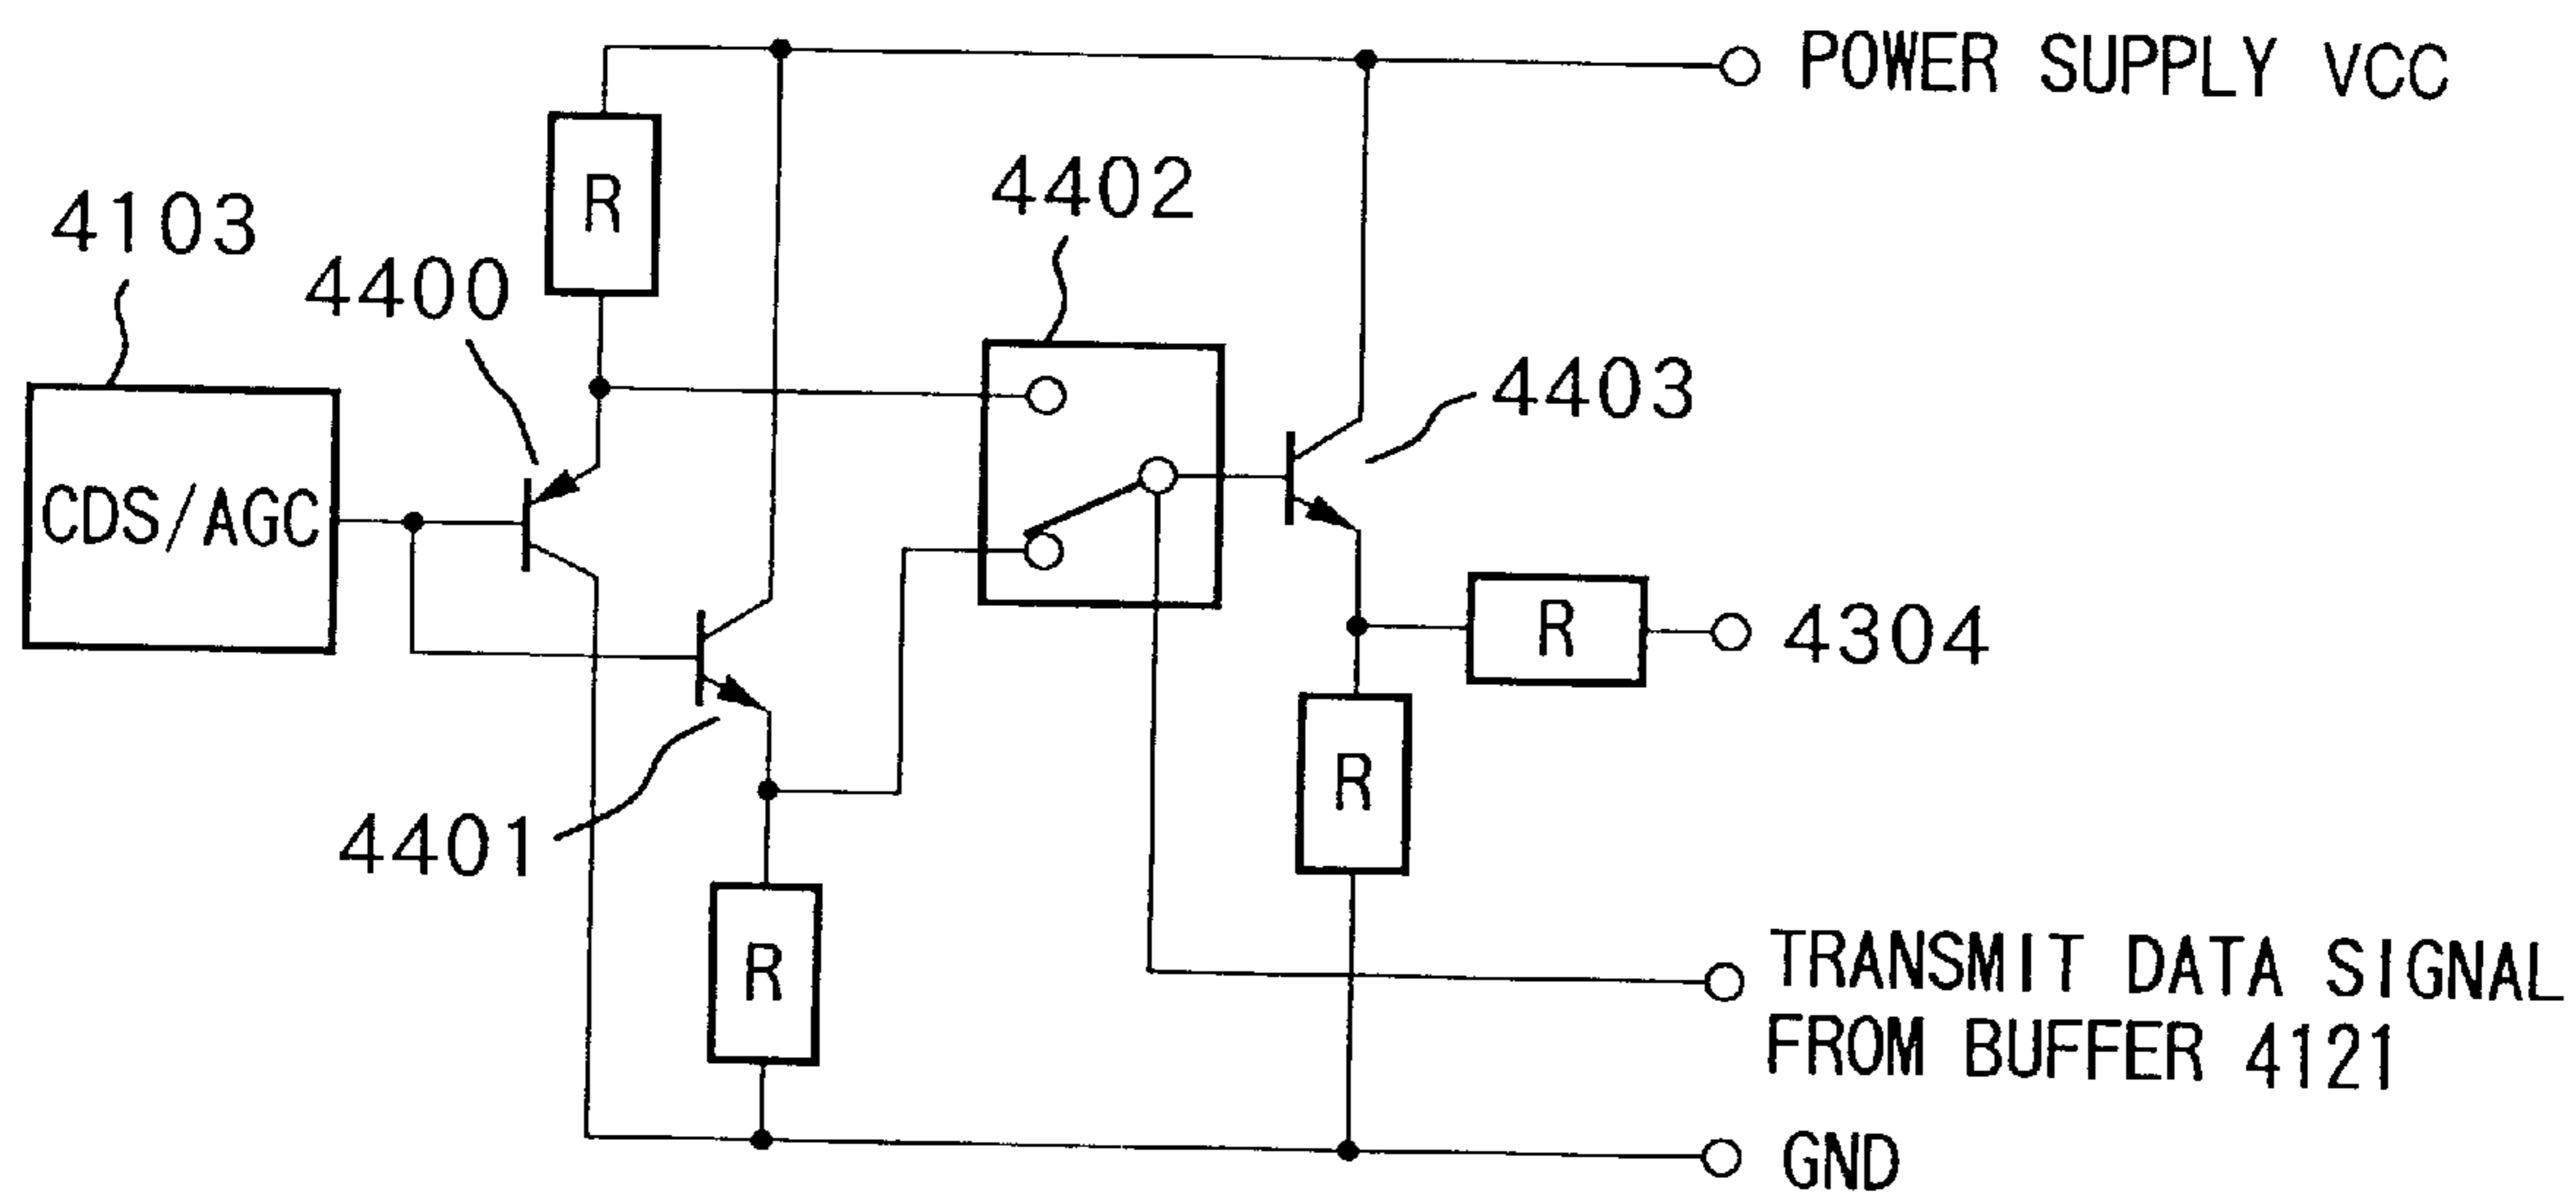 POWER SUPPLY VCC
4402
4103
R
4400
4403
CDS/AGC
R
4304
R
4401
R
TRANSMIT DATA SIGNAL
FROM BUFFER 4121
GND